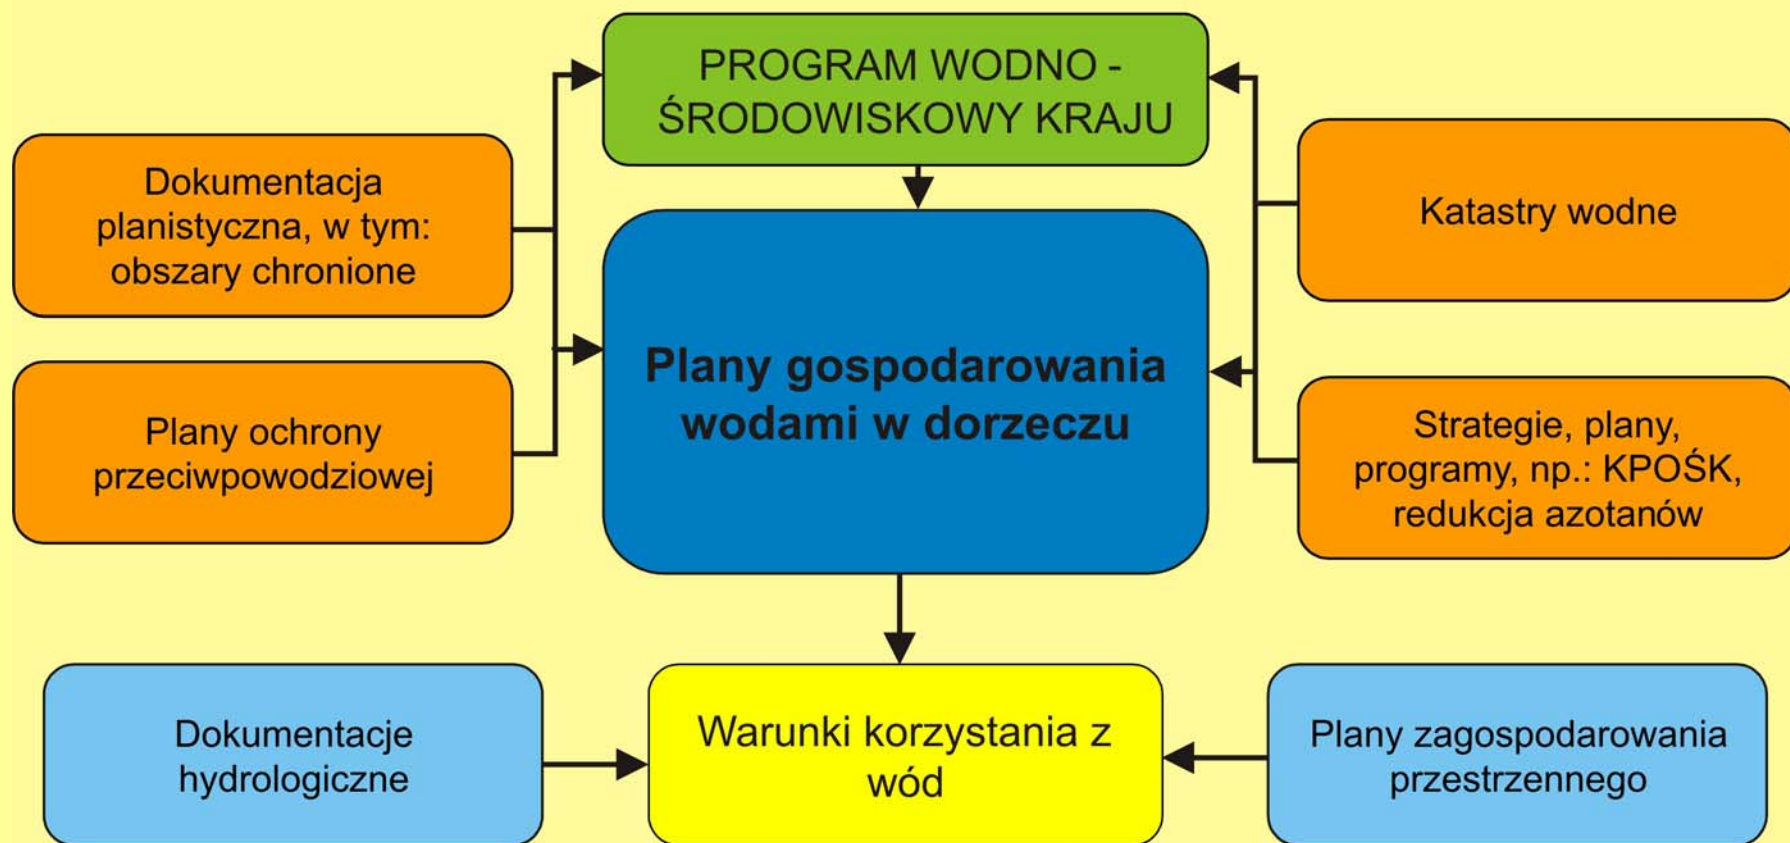 PROGRAM WODNO -
ŚRODOWISKOWY KRAJU
Dokumentacja
planistyczna, w tym:
obszary chronione
Katastry wodne
Plany gospodarowania
wodami w dorzeczu
Plany ochrony
przeciwpowodziowej
Strategie, plany,
programy, np.: KPOŚK,
redukcja azotanów
Dokumentacje
hydrologiczne
Warunki korzystania z
wód
Plany zagospodarowania
przestrzennego